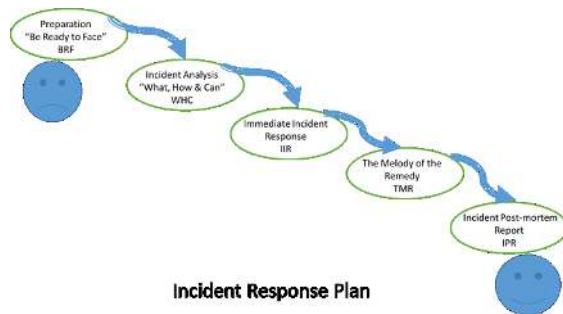 Preparation
"Be Ready to Face"
BRF
Incident Analysis
"What, How & Can"
WHC
Immediate Incident
Response
IIR
The Melody of the
Remedy
TMR
Incident Post-mortem
Report
IPR
Incident Response Plan